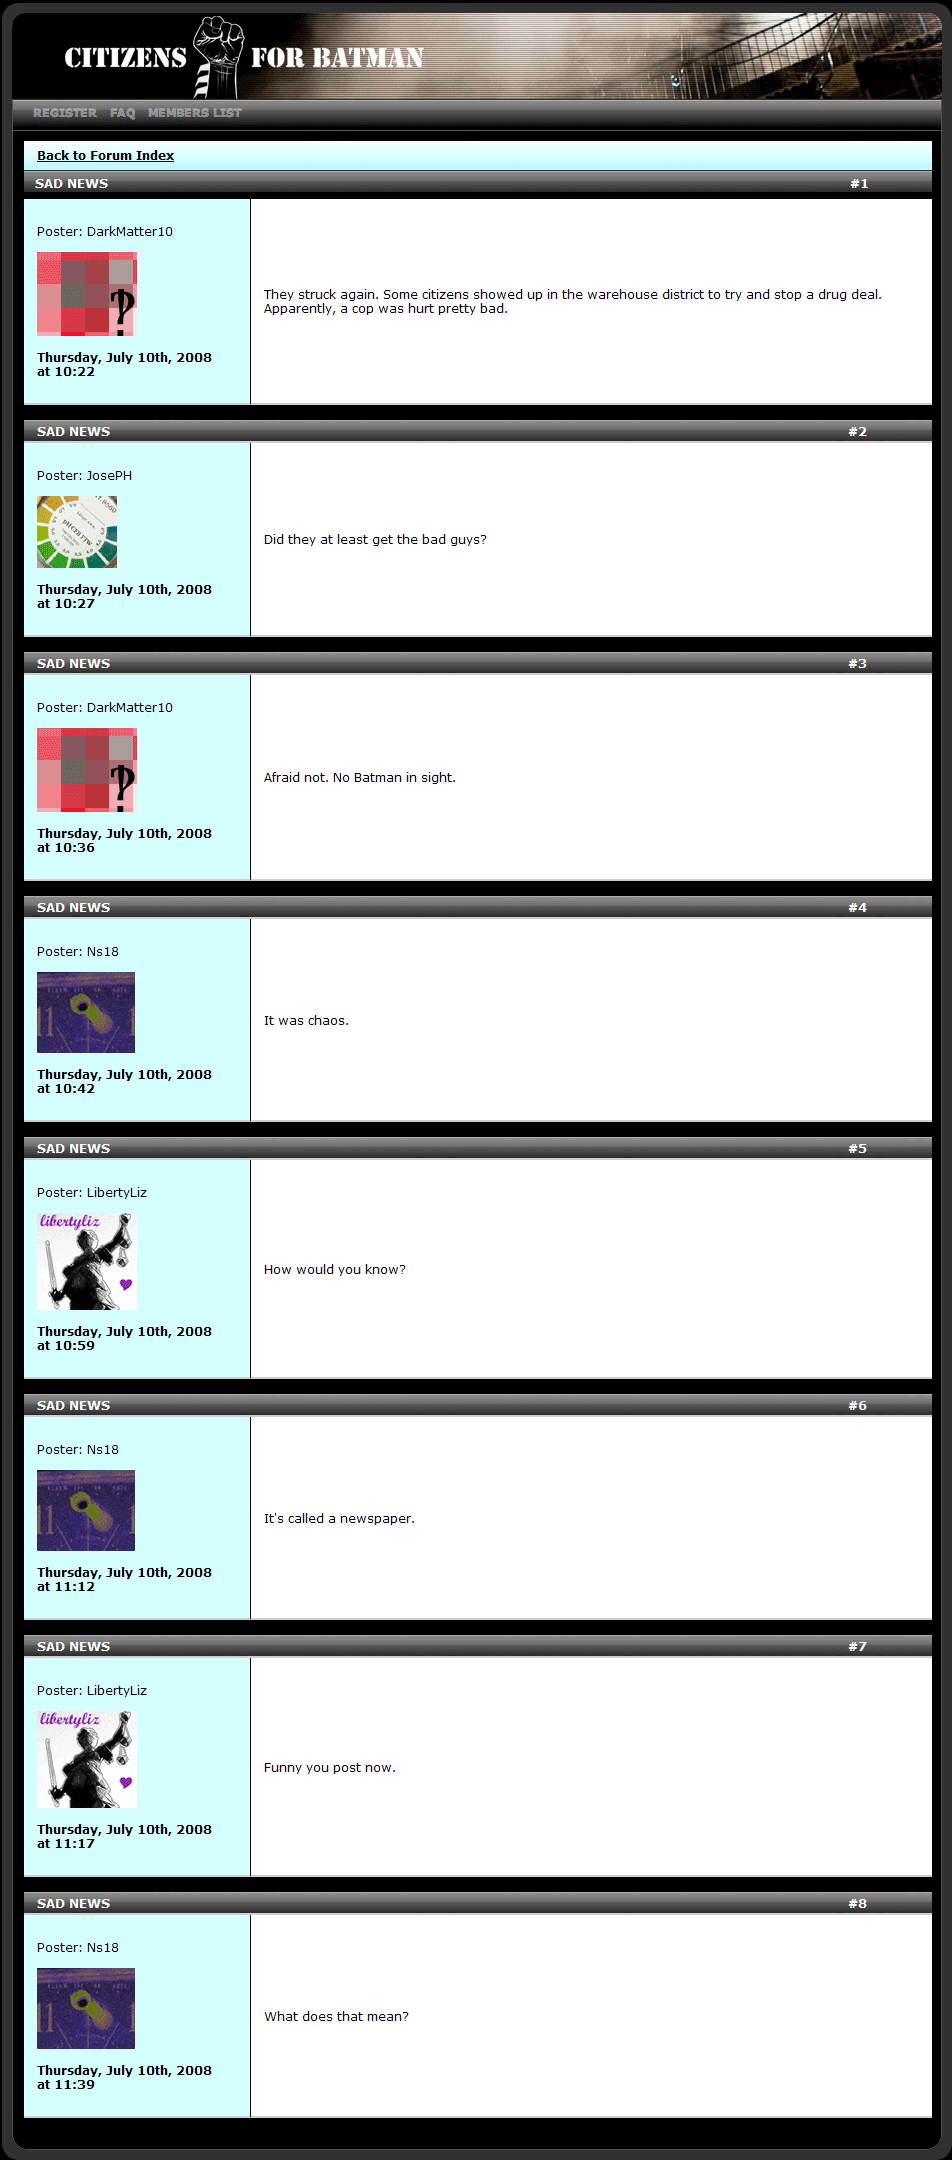 CITIZENS FOR BATMAN
REGISTER FAQ MEMBERS LIST
Back to Forum Index
SAD NEWS #1
Poster: DarkMatter10
?
Thursday, July 10th, 2008
at 10:22
They struck again. Some citizens showed up in the warehouse district to try and stop a drug deal.
Apparently, a cop was hurt pretty bad.
SAD NEWS #2
Poster: JosePH
Thursday, July 10th, 2008
at 10:27
Did they at least get the bad guys?
SAD NEWS #3
Poster: DarkMatter10
?
Thursday, July 10th, 2008
at 10:36
Afraid not. No Batman in sight.
SAD NEWS #4
Poster: Ns18
11
Thursday, July 10th, 2008
at 10:42
It was chaos.
SAD NEWS #5
Poster: LibertyLiz
libertyliz
Thursday, July 10th, 2008
at 10:59
How would you know?
SAD NEWS #6
Poster: Ns18
11
Thursday, July 10th, 2008
at 11:12
It's called a newspaper.
SAD NEWS #7
Poster: LibertyLiz
libertyliz
Thursday, July 10th, 2008
at 11:17
Funny you post now.
SAD NEWS #8
Poster: Ns18
11
Thursday, July 10th, 2008
at 11:39
What does that mean?